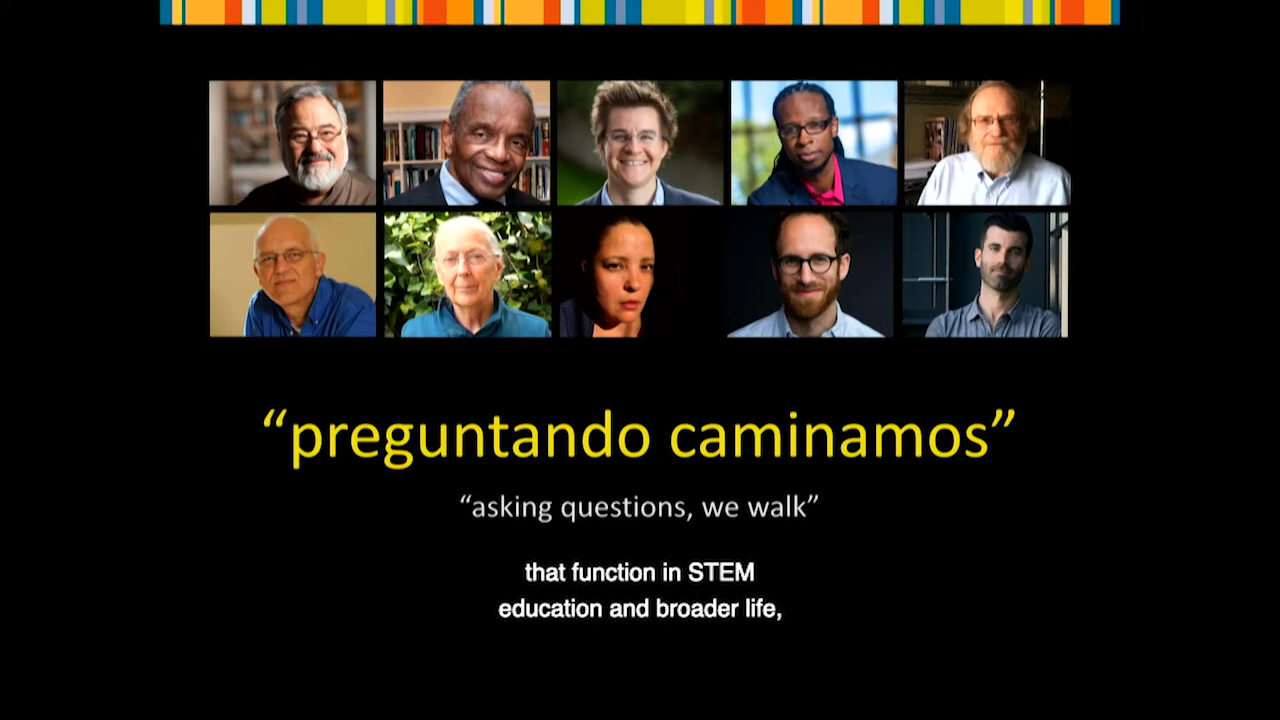 “preguntando caminamos”
“asking questions, we walk”
that function in STEM
education and broader life,